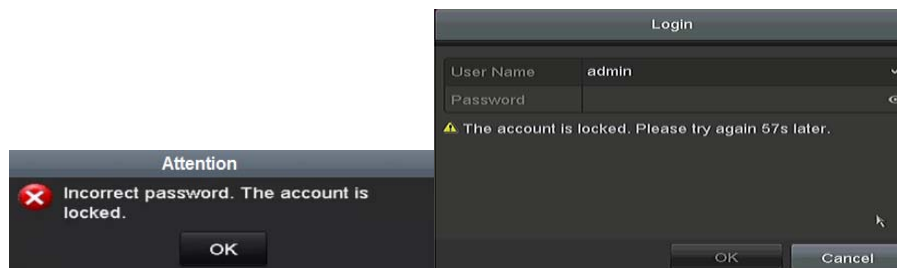 Attention
Incorrect password. The account is
locked.
OK
Login
User Name admin
Password
The account is locked. Please try again 57s later.
OK Cancel